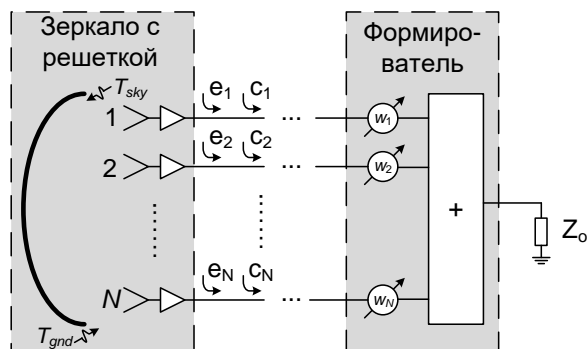 Зеркало с
решеткой
Формиро-
ватель
T_sky
1
e_1
c_1
...
w_1
2
e_2
c_2
...
w_2
+
Z_o
N
e_N
c_N
...
w_N
T_gnd